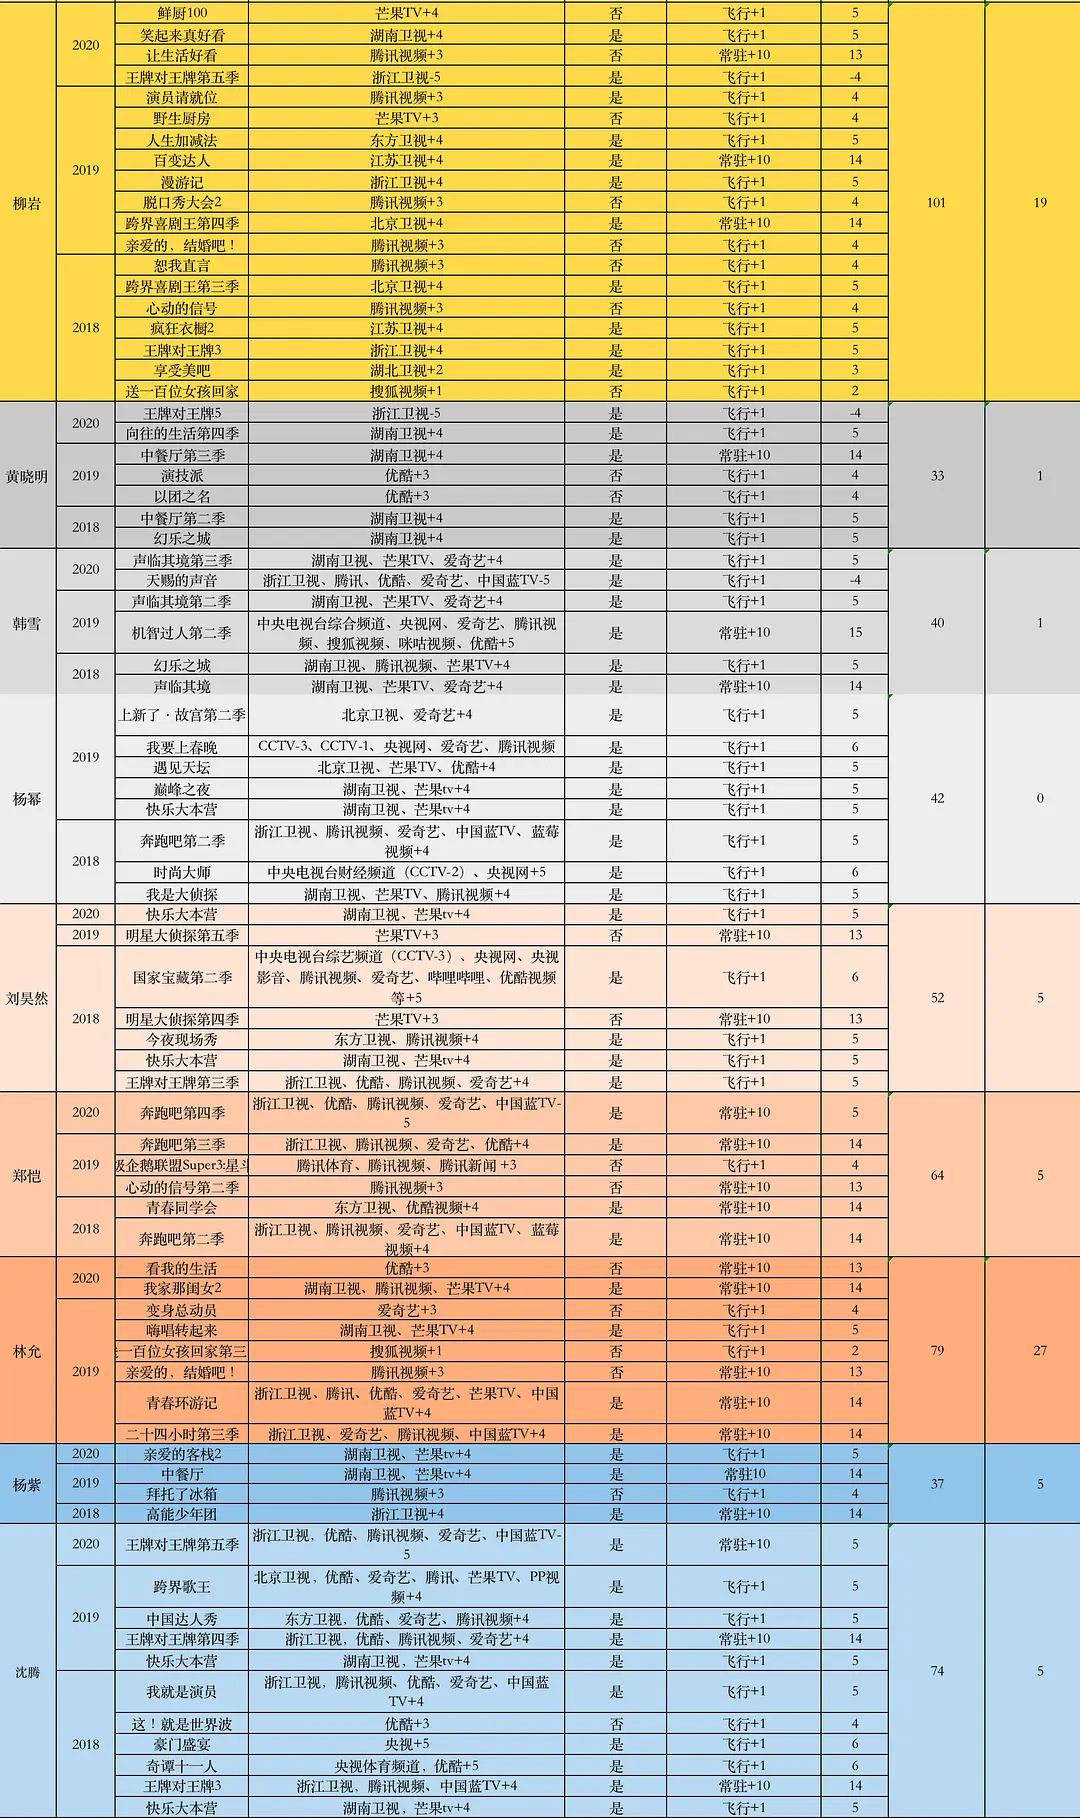 柳岩 2020 鲜厨100 芒果TV+4 否 飞行+1 5 101 19
笑起来真好看 湖南卫视+4 是 飞行+1 5
让生活好看 腾讯视频+3 否 常驻+10 13
王牌对王牌第五季 浙江卫视-5 是 飞行+1 -4
2019 演员请就位 腾讯视频+3 是 飞行+1 4
野生厨房 芒果TV+3 否 飞行+1 4
人生加减法 东方卫视+4 是 飞行+1 5
百变达人 江苏卫视+4 是 常驻+10 14
漫游记 浙江卫视+4 是 飞行+1 5
脱口秀大会2 腾讯视频+3 否 飞行+1 4
跨界喜剧王第四季 北京卫视+4 是 常驻+10 14
亲爱的，结婚吧！ 腾讯视频+3 否 飞行+1 4
2018 恕我直言 腾讯视频+3 否 飞行+1 4
跨界喜剧王第三季 北京卫视+4 是 飞行+1 5
心动的信号 腾讯视频+3 否 飞行+1 4
疯狂衣橱2 江苏卫视+4 是 飞行+1 5
王牌对王牌3 浙江卫视+4 是 飞行+1 5
享受美吧 湖北卫视+2 是 飞行+1 3
送一百位女孩回家 搜狐视频+1 否 飞行+1 2
黄晓明 2020 王牌对王牌5 浙江卫视-5 是 飞行+1 -4 33 1
向往的生活第四季 湖南卫视+4 是 飞行+1 5
2019 中餐厅第三季 湖南卫视+4 是 常驻+10 14
演技派 优酷+3 否 飞行+1 4
以团之名 优酷+3 否 飞行+1 4
2018 中餐厅第二季 湖南卫视+4 是 飞行+1 5
幻乐之城 湖南卫视+4 是 飞行+1 5
韩雪 2020 声临其境第三季 湖南卫视、芒果TV、爱奇艺+4 是 飞行+1 5 40 1
天赐的声音 浙江卫视、腾讯、优酷、爱奇艺、中国蓝TV-5 是 飞行+1 -4
2019 声临其境第二季 湖南卫视、芒果TV、爱奇艺+4 是 飞行+1 5
机智过人第二季 中央电视台综合频道、央视网、爱奇艺、腾讯视
频、搜狐视频、咪咕视频、优酷+5 是 常驻+10 15
2018 幻乐之城 湖南卫视、腾讯视频、芒果TV+4 是 飞行+1 5
声临其境 湖南卫视、芒果TV、爱奇艺+4 是 常驻+10 14
杨幂 2019 上新了·故宫第二季 北京卫视、爱奇艺+4 是 飞行+1 5 42 0
我要上春晚 CCTV-3、CCTV-1、央视网、爱奇艺、腾讯视频 是 飞行+1 6
遇见天坛 北京卫视、芒果TV、优酷+4 是 飞行+1 5
巅峰之夜 湖南卫视、芒果tv+4 是 飞行+1 5
快乐大本营 湖南卫视、芒果tv+4 是 飞行+1 5
2018 奔跑吧第二季 浙江卫视、腾讯视频、爱奇艺、中国蓝TV、蓝莓
视频+4 是 飞行+1 5
时尚大师 中央电视台财经频道（CCTV-2）、央视网+5 是 飞行+1 6
我是大侦探 湖南卫视、芒果TV、腾讯视频+4 是 飞行+1 5
刘昊然 2020 快乐大本营 湖南卫视、芒果tv+4 是 飞行+1 5 52 5
2019 明星大侦探第五季 芒果TV+3 否 常驻+10 13
2018 国家宝藏第二季 中央电视台综艺频道（CCTV-3）、央视网、央视
影音、腾讯视频、爱奇艺、哔哩哔哩、优酷视频
等+5 是 飞行+1 6
明星大侦探第四季 芒果TV+3 否 常驻+10 13
今夜现场秀 东方卫视、腾讯视频+4 是 飞行+1 5
快乐大本营 湖南卫视、芒果tv+4 是 飞行+1 5
王牌对王牌第三季 浙江卫视、优酷、腾讯视频、爱奇艺+4 是 飞行+1 5
郑恺 2020 奔跑吧第四季 浙江卫视、优酷、腾讯视频、爱奇艺、中国蓝TV-
5 是 常驻+10 5 64 5
2019 奔跑吧第三季 浙江卫视、腾讯视频、爱奇艺、优酷+4 是 常驻+10 14
级企鹅联盟Super3:星斗 腾讯体育、腾讯视频、腾讯新闻 +3 否 飞行+1 4
心动的信号第二季 腾讯视频+3 否 常驻+10 13
2018 青春同学会 东方卫视、优酷视频+4 是 常驻+10 14
奔跑吧第二季 浙江卫视、腾讯视频、爱奇艺、中国蓝TV、蓝莓
视频+4 是 常驻+10 14
林允 2020 看我的生活 优酷+3 否 常驻+10 13 79 27
我家那闺女2 湖南卫视、腾讯视频、芒果TV+4 是 常驻+10 14
2019 变身总动员 爱奇艺+3 否 飞行+1 4
嗨唱转起来 湖南卫视、芒果TV+4 是 飞行+1 5
一百位女孩回家第三 搜狐视频+1 否 飞行+1 2
亲爱的，结婚吧！ 腾讯视频+3 否 常驻+10 13
青春环游记 浙江卫视、腾讯、优酷、爱奇艺、芒果TV、中国
蓝TV+4 是 常驻+10 14
二十四小时第三季 浙江卫视、爱奇艺、腾讯视频、中国蓝TV+4 是 常驻+10 14
杨紫 2020 亲爱的客栈2 湖南卫视、芒果tv+4 是 飞行+1 5 37 5
2019 中餐厅 湖南卫视、芒果tv+4 是 常驻10 14
拜托了冰箱 腾讯视频+3 否 飞行+1 4
2018 高能少年团 浙江卫视+4 是 常驻+10 14
沈腾 2020 王牌对王牌第五季 浙江卫视，优酷、腾讯视频、爱奇艺、中国蓝TV-
5 是 常驻+10 5 74 5
2019 跨界歌王 北京卫视，优酷、爱奇艺、腾讯、芒果TV、PP视
频+4 是 飞行+1 5
中国达人秀 东方卫视，优酷、爱奇艺、腾讯视频+4 是 飞行+1 5
王牌对王牌第四季 浙江卫视，优酷、腾讯视频、爱奇艺+4 是 常驻+10 14
快乐大本营 湖南卫视，芒果tv+4 是 飞行+1 5
2018 我就是演员 浙江卫视，腾讯视频、优酷、爱奇艺、中国蓝
TV+4 是 飞行+1 5
这！就是世界波 优酷+3 否 飞行+1 4
豪门盛宴 央视+5 是 飞行+1 6
奇谭十一人 央视体育频道，优酷+5 是 飞行+1 6
王牌对王牌3 浙江卫视，腾讯视频、中国蓝TV+4 是 常驻+10 14
快乐大本营 湖南卫视，芒果tv+4 是 飞行+1 5